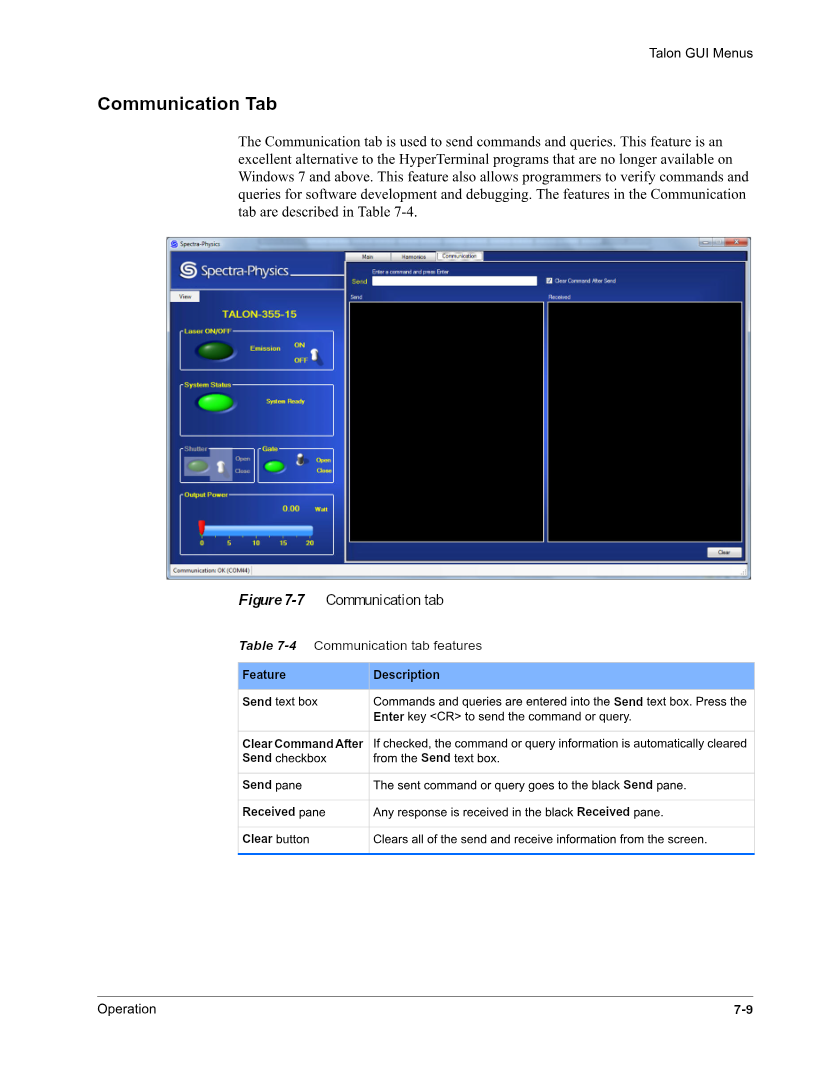 Talon GUI Menus
Communication Tab
The Communication tab is used to send commands and queries. This feature is an
excellent alternative to the HyperTerminal programs that are no longer available on
Windows 7 and above. This feature also allows programmers to verify commands and
queries for software development and debugging. The features in the Communication
tab are described in Table 7-4.
Spectra-Physics
Main Harmonics Communication
Spectra-Physics
Enter a command and press Enter
Send Clear Command After Send
View
Send Received
TALON-355-15
Laser ON/OFF
Emission ON
OFF
System Status
System Ready
Shutter Open Close
Gate Open Close
Output Power
0.00 Watt
0 5 10 15 20
Clear
Communication: OK (COM44)
Figure 7-7 Communication tab
Table 7-4 Communication tab features
Feature Description
Send text box Commands and queries are entered into the Send text box. Press the
Enter key <CR> to send the command or query.
Clear Command After If checked, the command or query information is automatically cleared
Send checkbox from the Send text box.
Send pane The sent command or query goes to the black Send pane.
Received pane Any response is received in the black Received pane.
Clear button Clears all of the send and receive information from the screen.
Operation 7-9